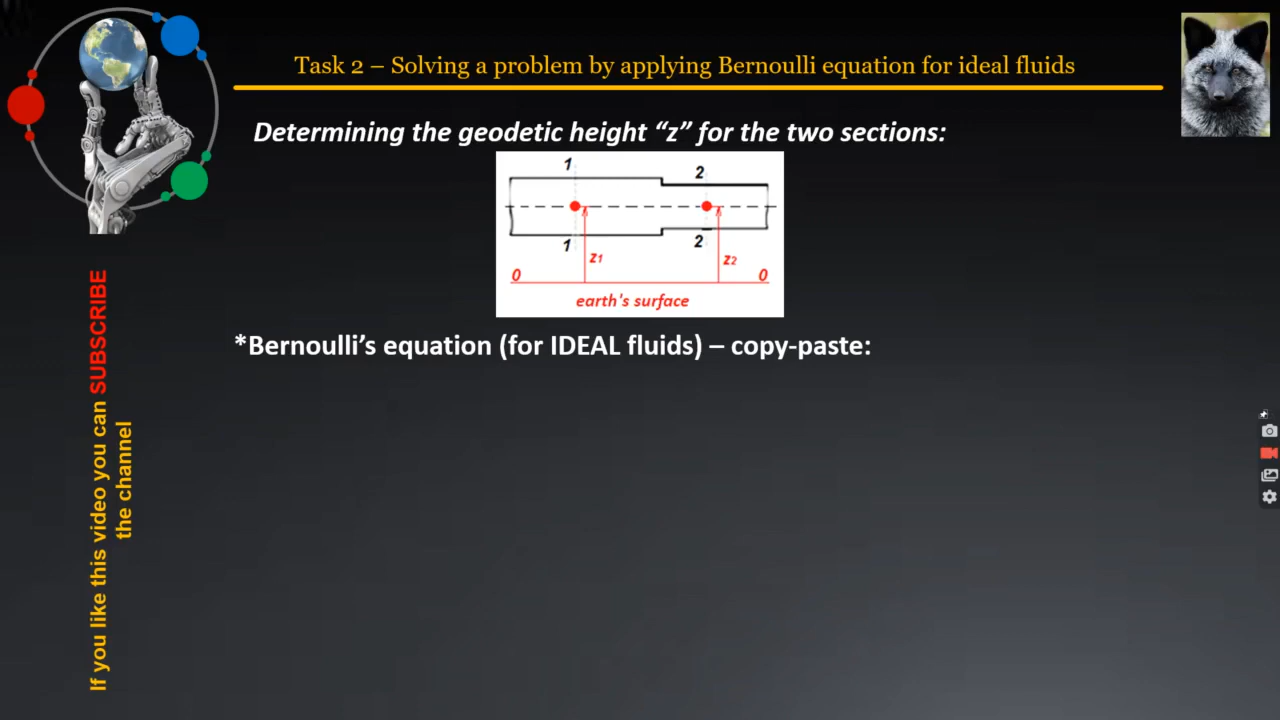 Task 2 – Solving a problem by applying Bernoulli equation for ideal fluids
Determining the geodetic height “z” for the two sections:
1
2
1
2
z1
z2
0
0
earth's surface
*Bernoulli’s equation (for IDEAL fluids) – copy-paste:
If you like this video you can SUBSCRIBE
the channel